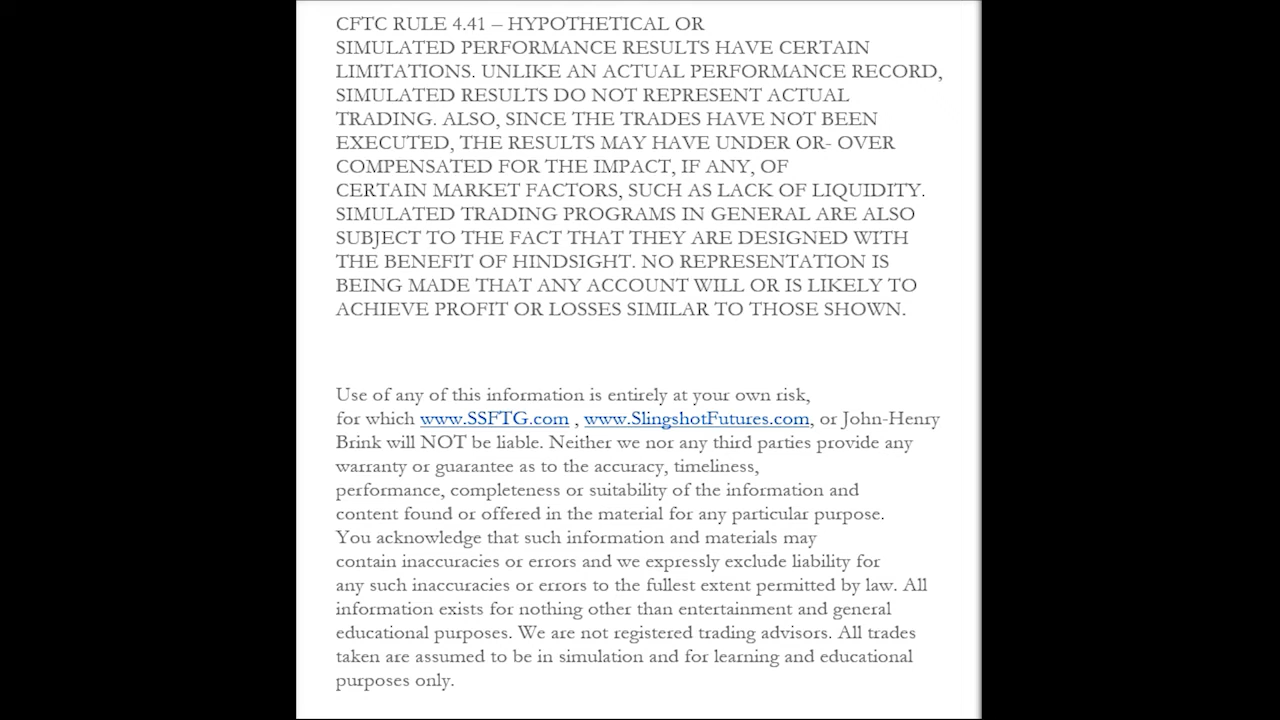 CFTC RULE 4.41 – HYPOTHETICAL OR
SIMULATED PERFORMANCE RESULTS HAVE CERTAIN
LIMITATIONS. UNLIKE AN ACTUAL PERFORMANCE RECORD,
SIMULATED RESULTS DO NOT REPRESENT ACTUAL
TRADING. ALSO, SINCE THE TRADES HAVE NOT BEEN
EXECUTED, THE RESULTS MAY HAVE UNDER OR- OVER
COMPENSATED FOR THE IMPACT, IF ANY, OF
CERTAIN MARKET FACTORS, SUCH AS LACK OF LIQUIDITY.
SIMULATED TRADING PROGRAMS IN GENERAL ARE ALSO
SUBJECT TO THE FACT THAT THEY ARE DESIGNED WITH
THE BENEFIT OF HINDSIGHT. NO REPRESENTATION IS
BEING MADE THAT ANY ACCOUNT WILL OR IS LIKELY TO
ACHIEVE PROFIT OR LOSSES SIMILAR TO THOSE SHOWN.
Use of any of this information is entirely at your own risk,
for which www.SSFTG.com , www.SlingshotFutures.com, or John-Henry
Brink will NOT be liable. Neither we nor any third parties provide any
warranty or guarantee as to the accuracy, timeliness,
performance, completeness or suitability of the information and
content found or offered in the material for any particular purpose.
You acknowledge that such information and materials may
contain inaccuracies or errors and we expressly exclude liability for
any such inaccuracies or errors to the fullest extent permitted by law. All
information exists for nothing other than entertainment and general
educational purposes. We are not registered trading advisors. All trades
taken are assumed to be in simulation and for learning and educational
purposes only.